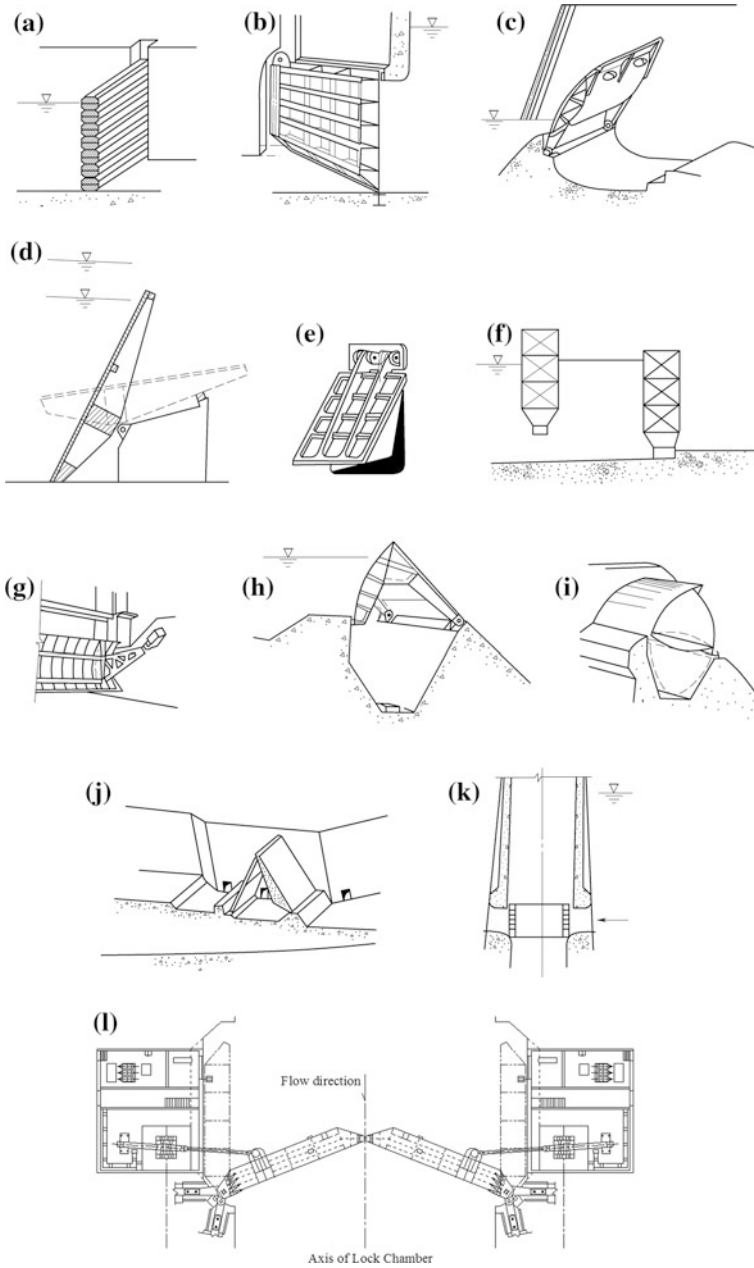 (a)
(b)
(c)
(d)
(e)
(f)
(g)
(h)
(i)
(j)
(k)
(l)
Flow direction
Axis of Lock Chamber